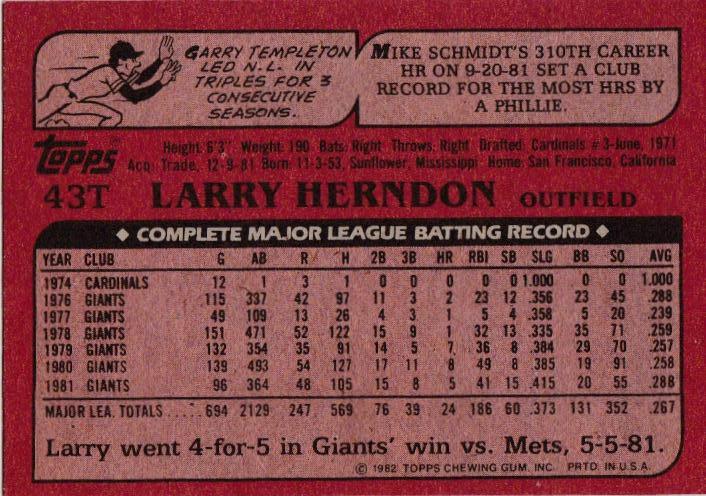 GARRY TEMPLETON
LED N.L. IN
TRIPLES FOR 3
CONSECUTIVE
SEASONS.
MIKE SCHMIDT'S 310TH CAREER
HR ON 9-20-81 SET A CLUB
RECORD FOR THE MOST HRS BY
A PHILLIE.
TOPPS
Height: 6'3" Weight: 190 Bats: Right Throws: Right Drafted: Cardinals #3-June, 1971
Acq: Trade, 12-9-81 Born: 11-3-53, Sunflower, Mississippi Home: San Francisco, California
43T LARRY HERNDON OUTFIELD
◆ COMPLETE MAJOR LEAGUE BATTING RECORD ◆
YEAR CLUB G AB R H 2B 3B HR RBI SB SLG BB SO AVG
1974 CARDINALS 12 1 3 1 0 0 0 0 0 1.000 0 0 1.000
1976 GIANTS 115 337 42 97 11 3 2 23 12 .356 23 45 .288
1977 GIANTS 49 109 13 26 4 3 1 5 4 .358 5 20 .239
1978 GIANTS 151 471 52 122 15 9 1 32 13 .335 35 71 .259
1979 GIANTS 132 354 35 91 14 5 7 36 8 .384 29 70 .257
1980 GIANTS 139 493 54 127 17 11 8 49 8 .385 19 91 .258
1981 GIANTS 96 364 48 105 15 8 5 41 15 .415 20 55 .288
MAJOR LEA. TOTALS .... 694 2129 247 569 76 39 24 186 60 .373 131 352 .267
Larry went 4-for-5 in Giants' win vs. Mets, 5-5-81.
© 1982 TOPPS CHEWING GUM, INC. PRTD. IN U.S.A.